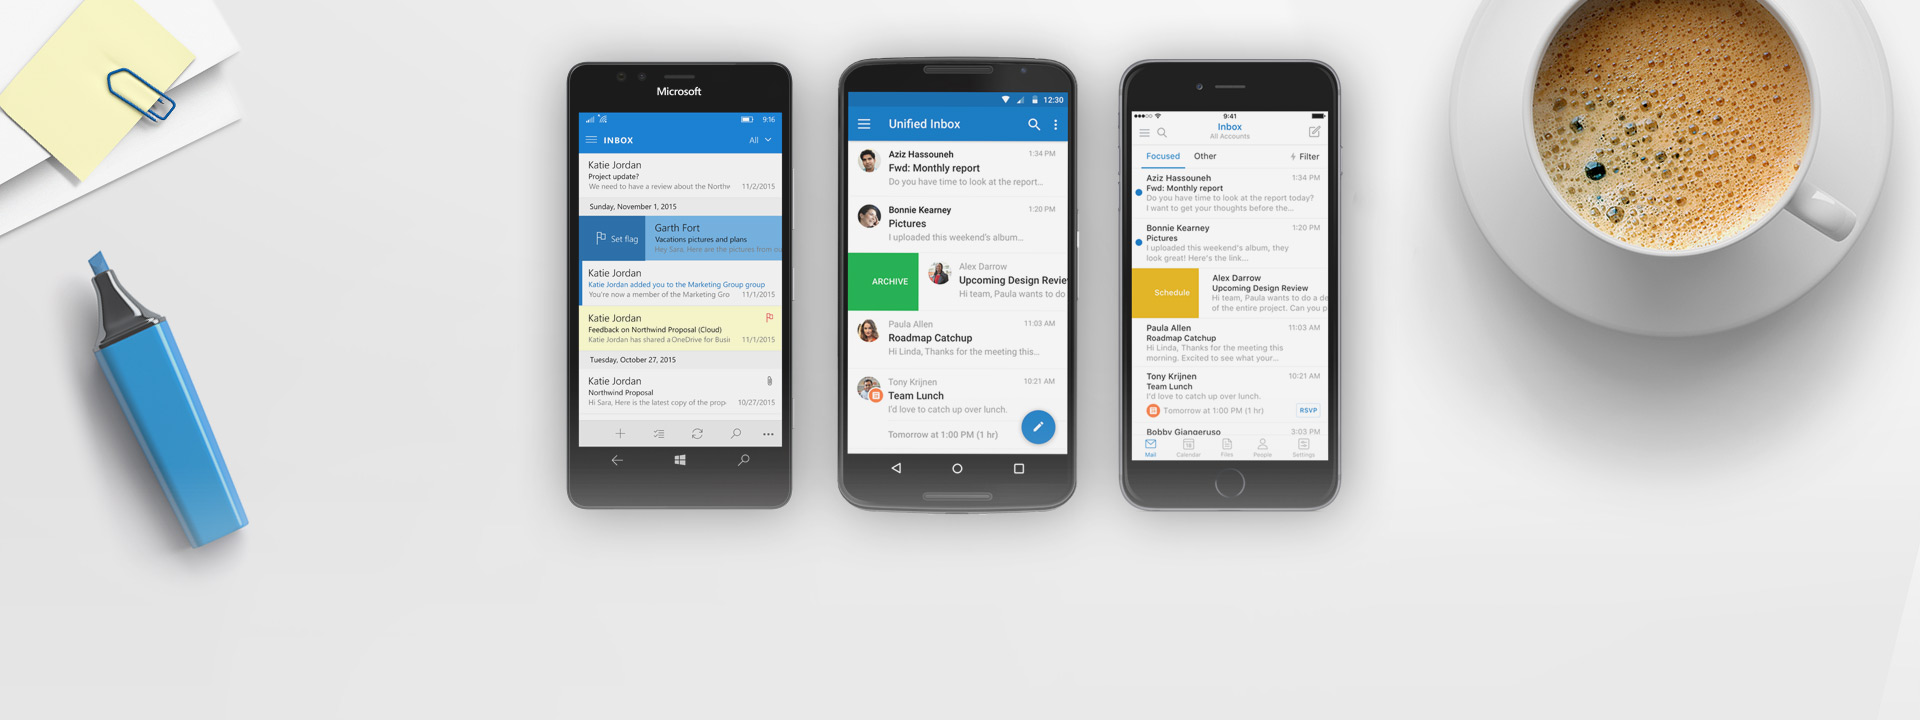 Microsoft
9:16
INBOX
All
Katie Jordan
Project update?
We need to have a review about the Northw
11/2/2015
Sunday, November 1, 2015
Set flag
Garth Fort
Vacations pictures and plans
Hey Sara, Here are the pictures from
Katie Jordan
Katie Jordan added you to the Marketing Group group
You're now a member of the Marketing Gro
11/1/2015
Katie Jordan
Feedback on Northwind Proposal (Cloud)
Katie Jordan has shared a OneDrive for Busi
11/1/2015
Tuesday, October 27, 2015
Katie Jordan
Northwind Proposal
Hi Sara, Here is the latest copy of the prop
10/27/2015
12:30
Unified Inbox
Aziz Hassouneh
1:34 PM
Fwd: Monthly report
Do you have time to look at the report...
Bonnie Kearney
1:20 PM
Pictures
I uploaded this weekend's album...
ARCHIVE
Alex Darrow
Upcoming Design Revie
Hi team, Paula wants to do
Paula Allen
11:03 AM
Roadmap Catchup
Hi Linda, Thanks for the meeting this...
Tony Krijnen
10:21 AM
Team Lunch
I'd love to catch up over lunch.
Tomorrow at 1:00 PM (1 hr)
9:41
Inbox
All Accounts
Focused
Other
Filter
Aziz Hassouneh
1:34 PM
Fwd: Monthly report
Do you have time to look at the report today?
I want to get your thoughts before the...
Bonnie Kearney
1:20 PM
Pictures
I uploaded this weekend's album, they
look great! Here's the link...
Schedule
Alex Darrow
Upcoming Design Review
Hi team, Paula wants to do a de
of the entire project. Can you p
Paula Allen
11:03 AM
Roadmap Catchup
Hi Linda, Thanks for the meeting this
morning. Excited to see what your...
Tony Krijnen
10:21 AM
Team Lunch
I'd love to catch up over lunch.
Tomorrow at 1:00 PM (1 hr)
RSVP
Bobby Giangeruso
3:03 PM
Mail
Calendar
Files
People
Settings